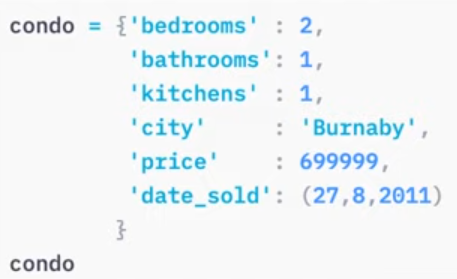 condo = {'bedrooms' : 2,
'bathrooms': 1,
'kitchens' : 1,
'city'     : 'Burnaby',
'price'    : 699999,
'date_sold': (27,8,2011)
}
condo